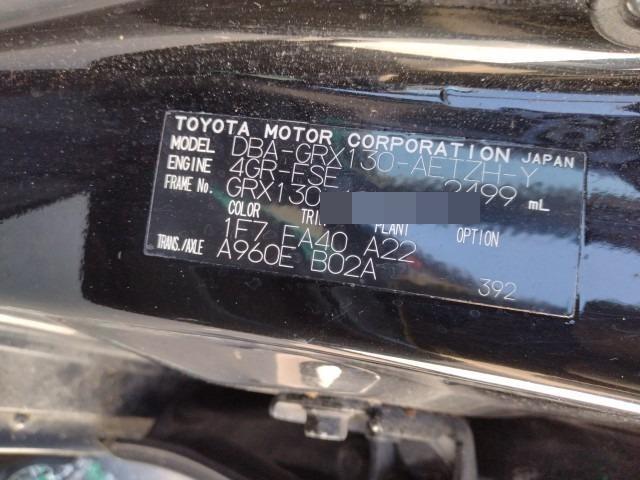 TOYOTA MOTOR CORPORATION JAPAN
MODEL DBA-GRX130-AETZH-Y
ENGINE 4GR-FSE 2499 mL
FRAME No. GRX130
COLOR TRIM PLANT OPTION
1F7 FA40 A22
TRANS./AXLE A960E B02A
392